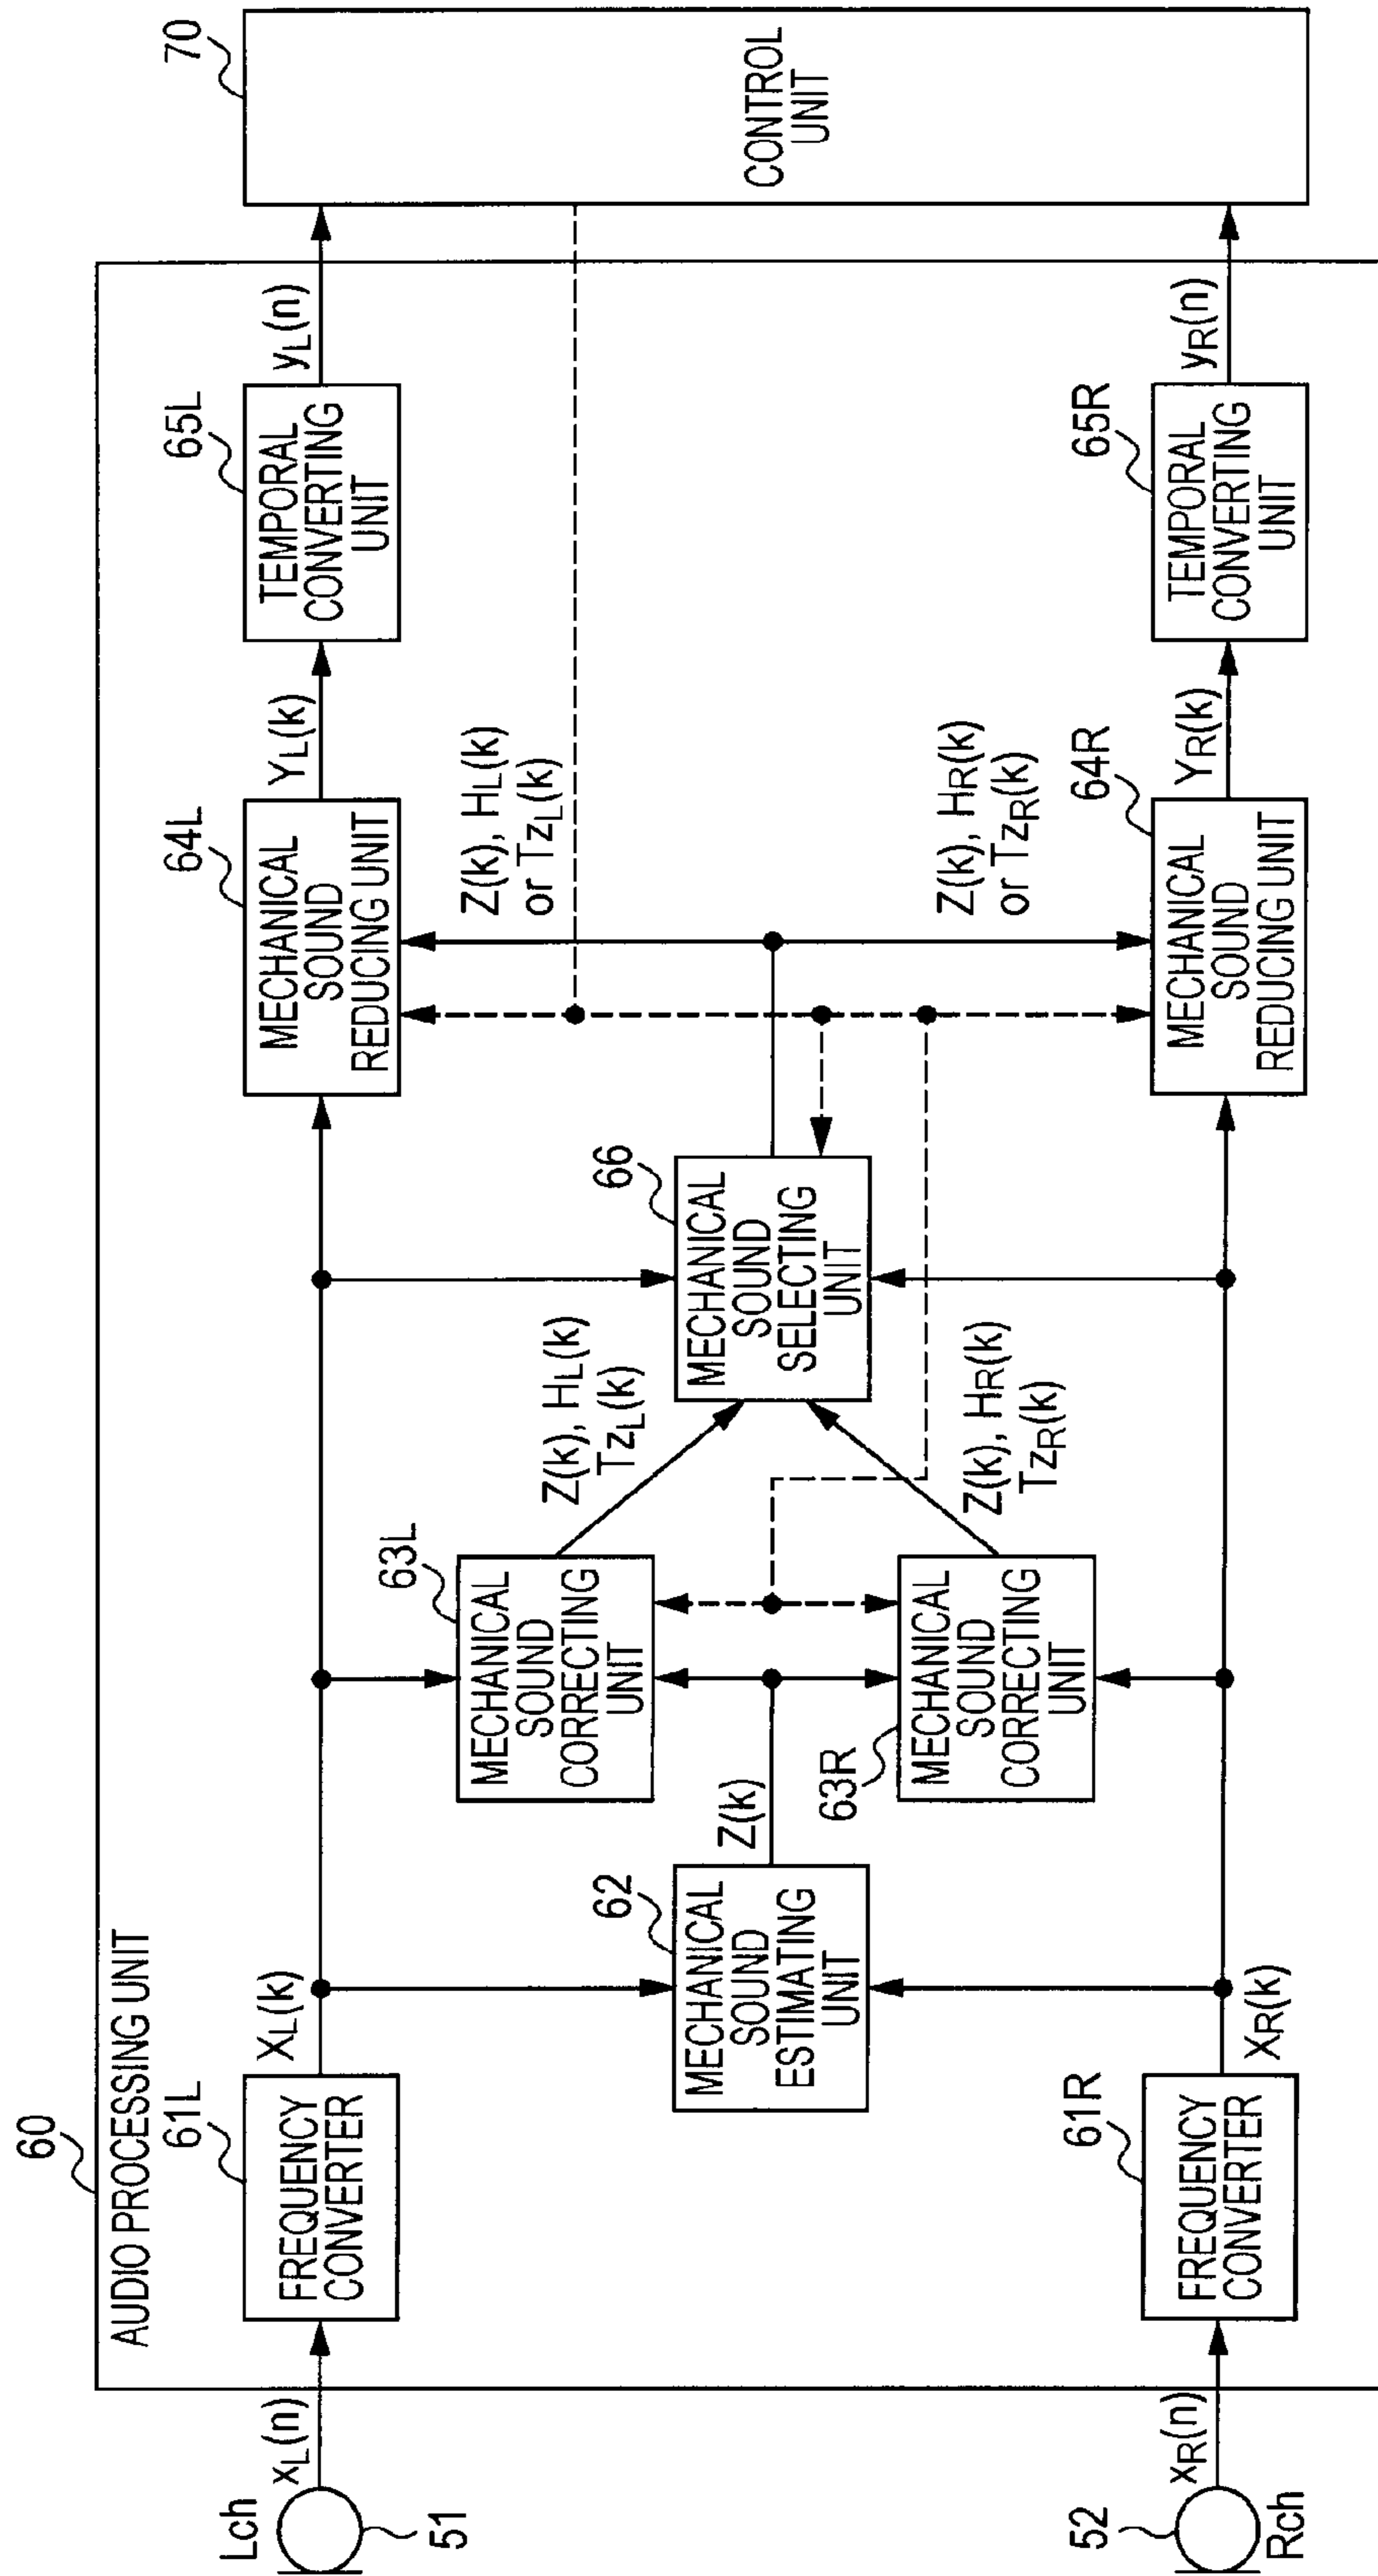 60
AUDIO PROCESSING UNIT
Lch
51
xL(n)
61L
FREQUENCY
CONVERTER
XL(k)
64L
MECHANICAL
SOUND
REDUCING UNIT
YL(k)
65L
TEMPORAL
CONVERTING
UNIT
yL(n)
70
CONTROL
UNIT
62
MECHANICAL
SOUND
ESTIMATING
UNIT
Z(k)
63L
MECHANICAL
SOUND
CORRECTING
UNIT
Z(k), HL(k)
TzL(k)
63R
MECHANICAL
SOUND
CORRECTING
UNIT
Z(k), HR(k)
TzR(k)
66
MECHANICAL
SOUND
SELECTING
UNIT
Z(k), HL(k)
or TzL(k)
Z(k), HR(k)
or TzR(k)
52
Rch
xR(n)
61R
FREQUENCY
CONVERTER
XR(k)
64R
MECHANICAL
SOUND
REDUCING UNIT
YR(k)
65R
TEMPORAL
CONVERTING
UNIT
yR(n)